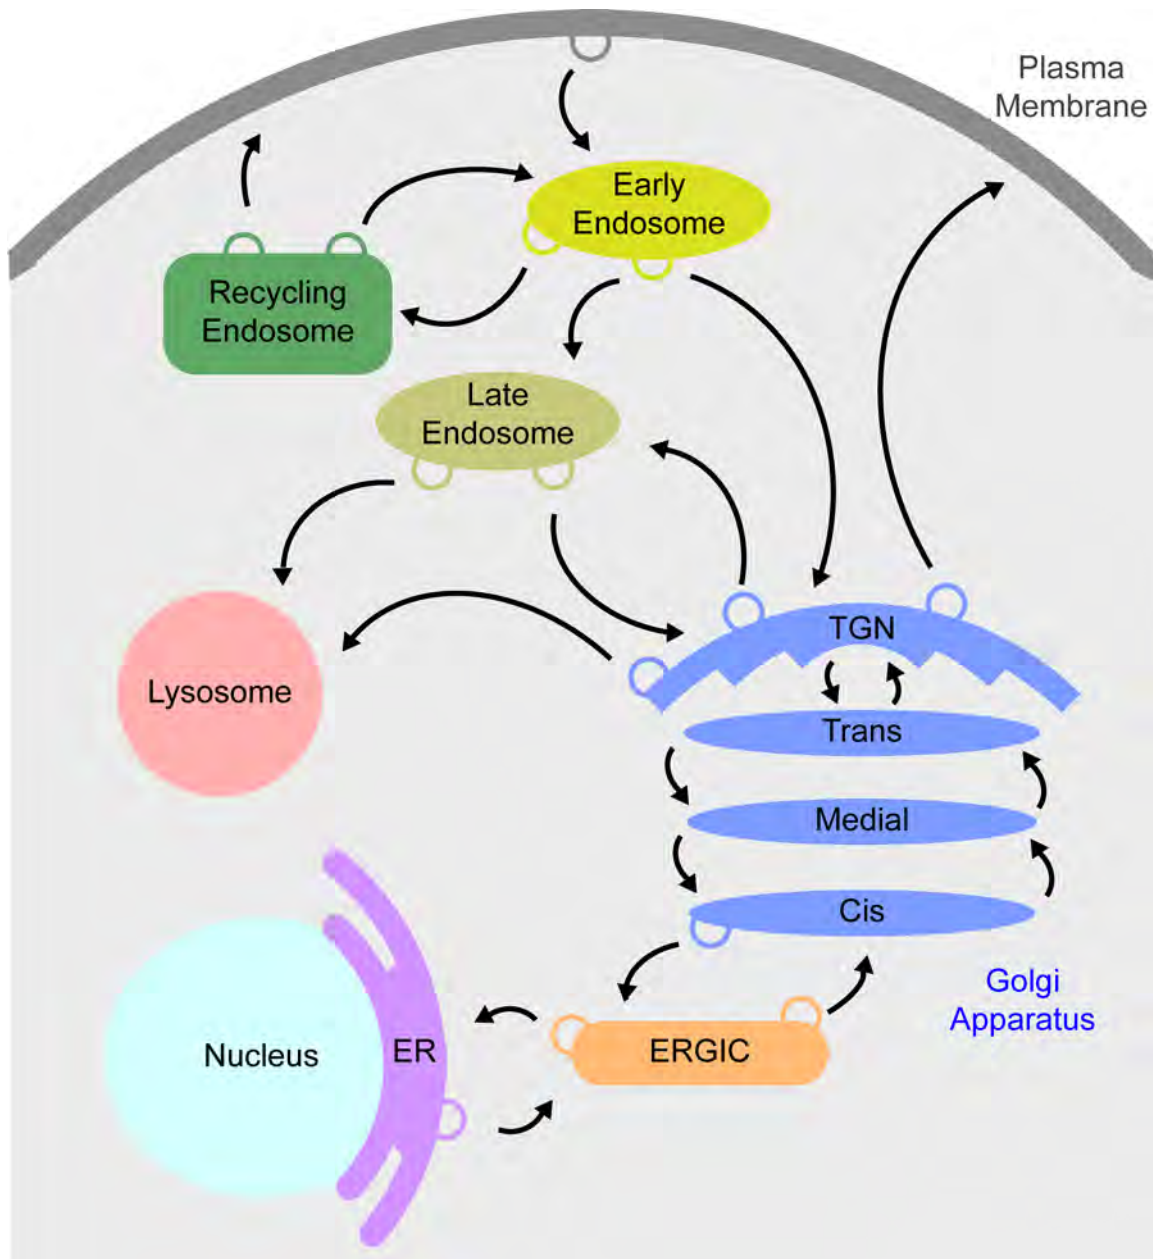 Plasma
Membrane
Early
Endosome
Recycling
Endosome
Late
Endosome
TGN
Lysosome
Trans
Medial
Cis
Golgi
Apparatus
Nucleus
ER
ERGIC